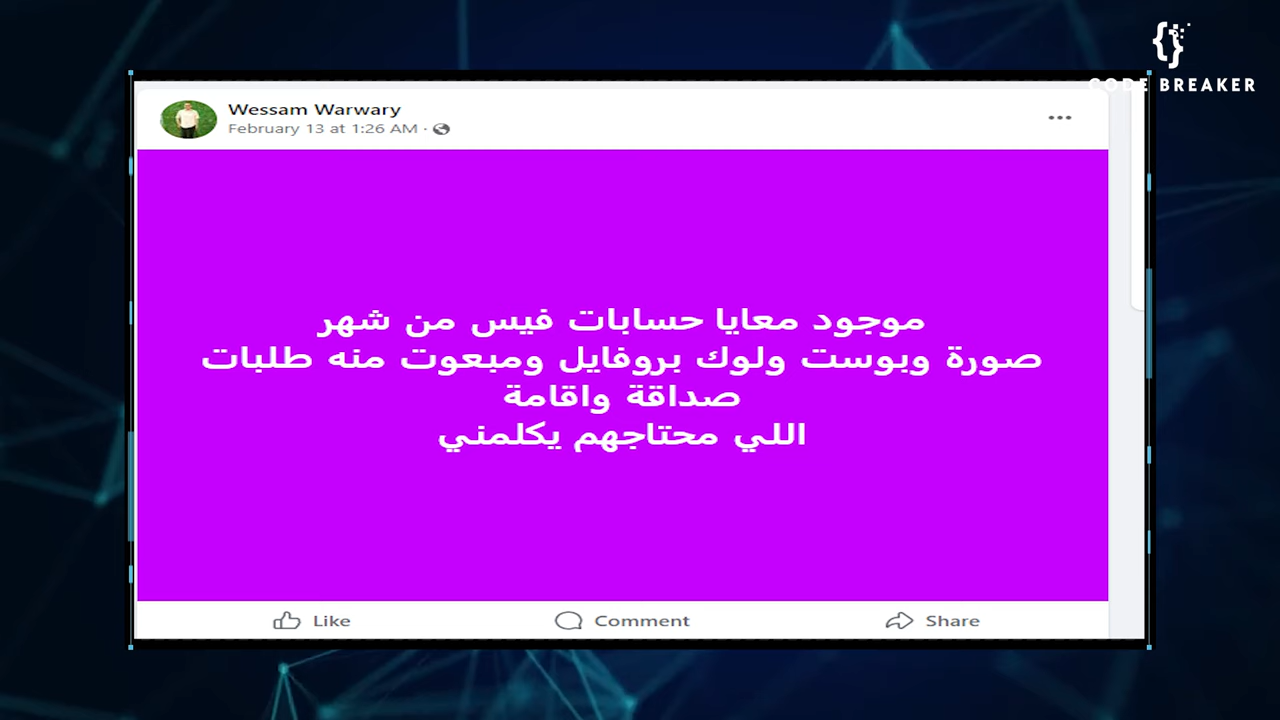 CODE BREAKER
Wessam Warwary
February 13 at 1:26 AM ·
موجود معايا حسابات فيس من شهر
صورة وبوست ولوك بروفايل ومبعوت منه طلبات
صداقة واقامة
اللي محتاجهم يكلمني
Like
Comment
Share